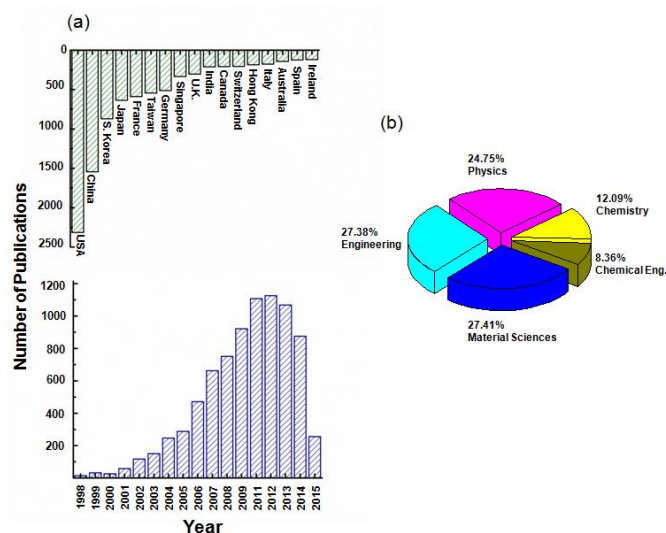 (a)
0
500
1000
1500
2000
2500
USA
China
S. Korea
Japan
France
Taiwan
Germany
Singapore
U.K.
India
Canada
Switzerland
Hong Kong
Italy
Australia
Spain
Ireland
Number of Publications
1200
1000
800
600
400
200
1998
1999
2000
2001
2002
2003
2004
2005
2006
2007
2008
2009
2011
2012
2013
2014
2015
Year
(b)
24.75%
Physics
12.09%
Chemistry
27.38%
Engineering
8.36%
Chemical Eng.
27.41%
Material Sciences